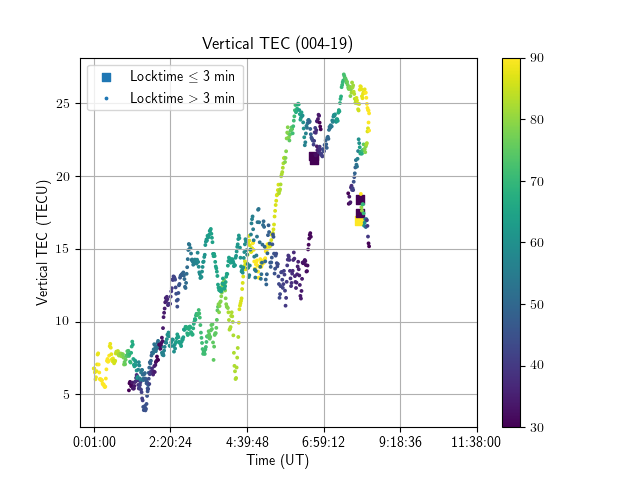 Vertical TEC (004-19)
Locktime ≤ 3 min
Locktime > 3 min
Vertical TEC (TECU)
25
20
15
10
5
0:01:00 2:20:24 4:39:48 6:59:12 9:18:36 11:38:00
Time (UT)
90
80
70
60
50
40
30